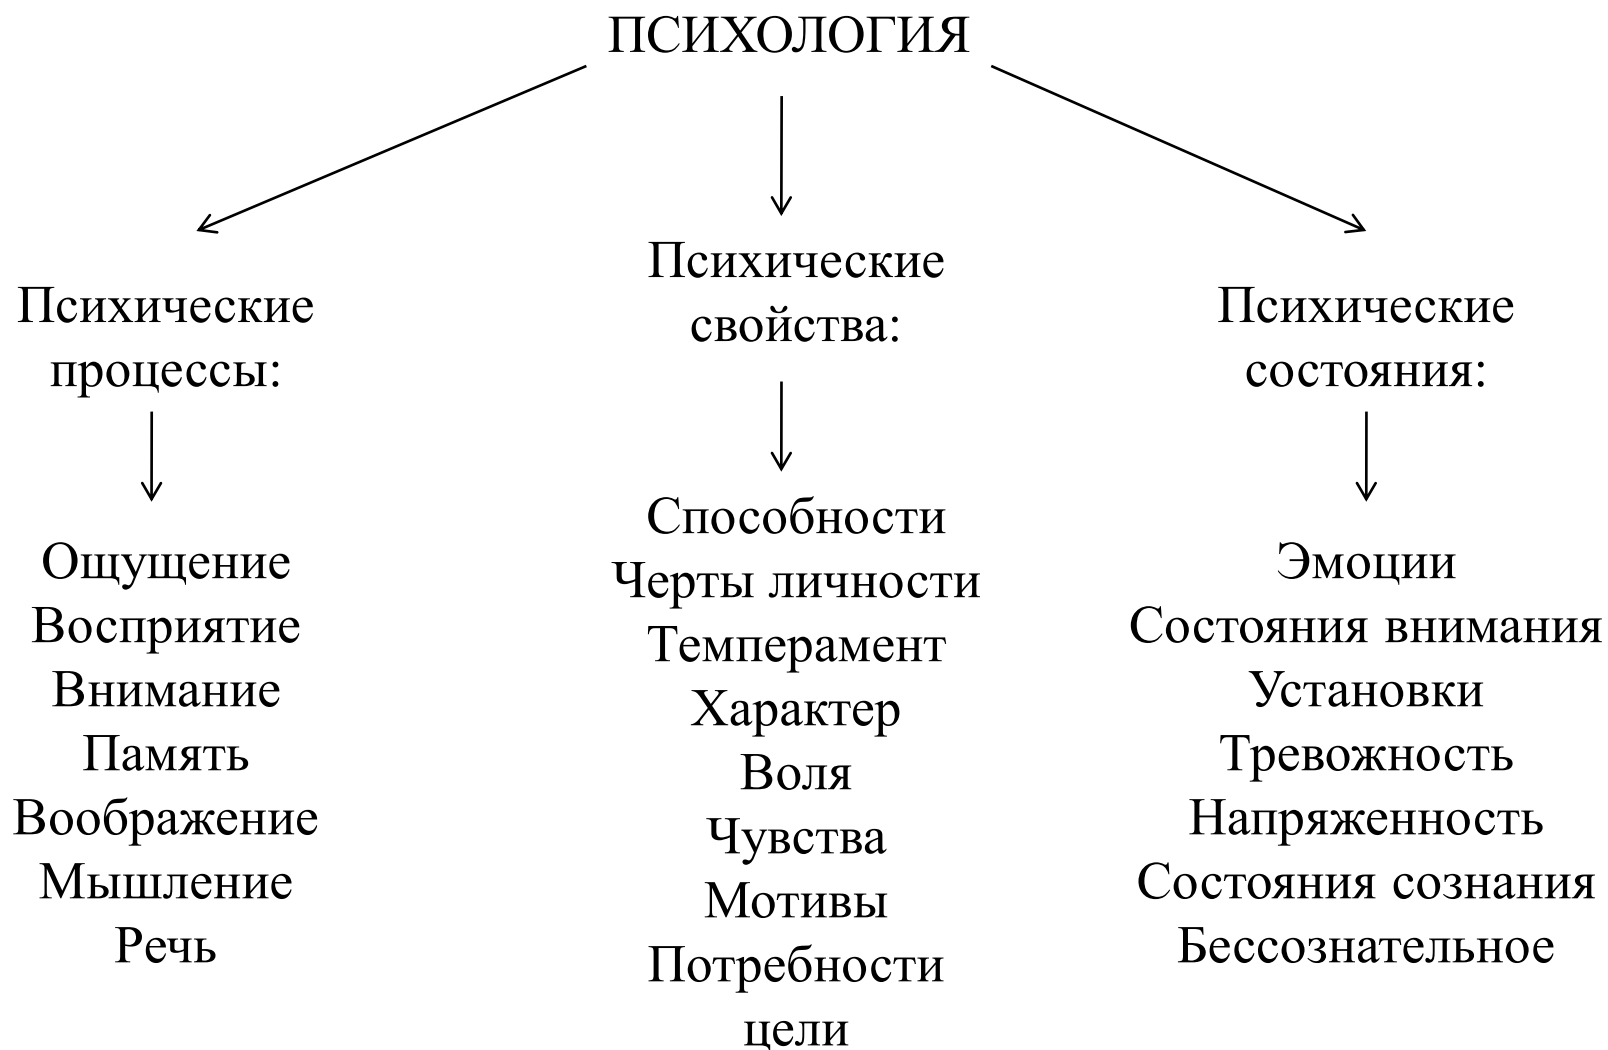 ПСИХОЛОГИЯ
Психические
процессы:
Ощущение
Восприятие
Внимание
Память
Воображение
Мышление
Речь
Психические
свойства:
Способности
Черты личности
Темперамент
Характер
Воля
Чувства
Мотивы
Потребности
цели
Психические
состояния:
Эмоции
Состояния внимания
Установки
Тревожность
Напряженность
Состояния сознания
Бессознательное